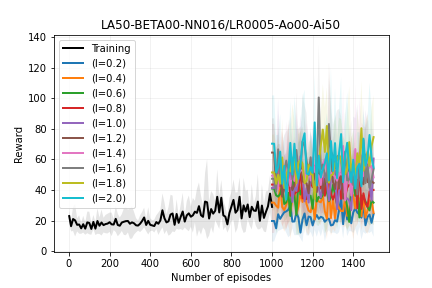 LA50-BETA00-NN016/LR0005-Ao00-Ai50
140
120
100
80
60
40
20
0
Reward
Training
(l=0.2)
(l=0.4)
(l=0.6)
(l=0.8)
(l=1.0)
(l=1.2)
(l=1.4)
(l=1.6)
(l=1.8)
(l=2.0)
0 200 400 600 800 1000 1200 1400
Number of episodes